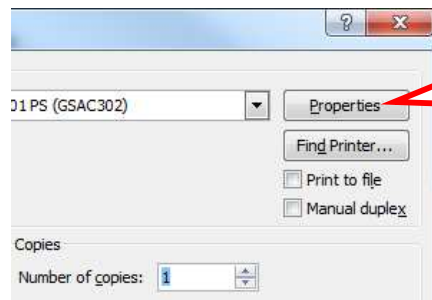 01 PS (GSAC302)
Properties
Find Printer...
Print to file
Manual duplex
Copies
Number of copies: 1